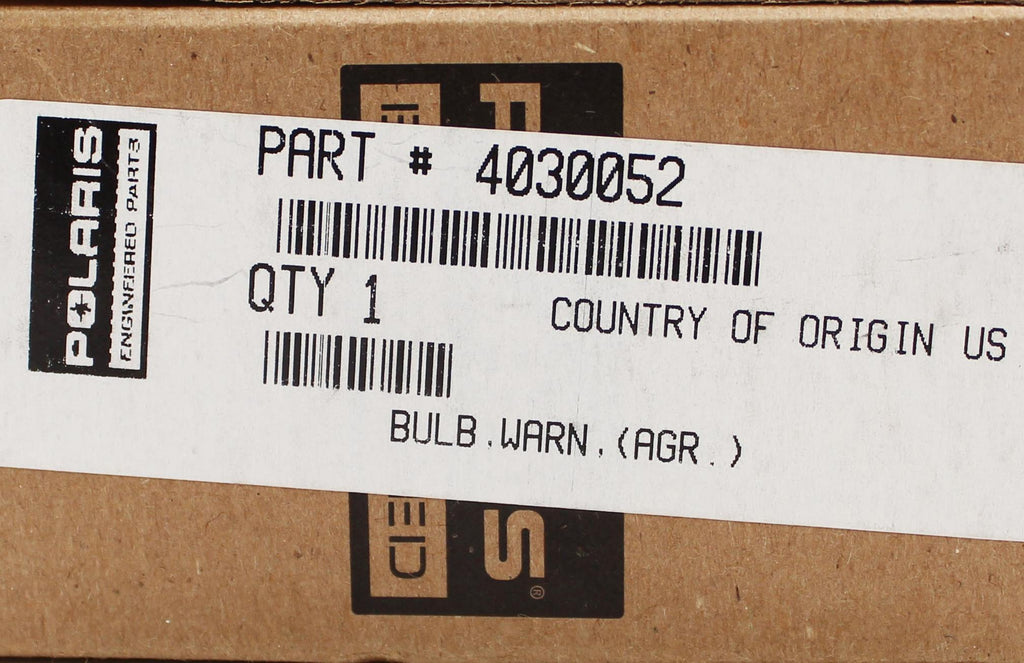 POLARIS
ENGINEERED PARTS
PART # 4030052
QTY 1
COUNTRY OF ORIGIN US
BULB.WARN.(AGR.)
S
®